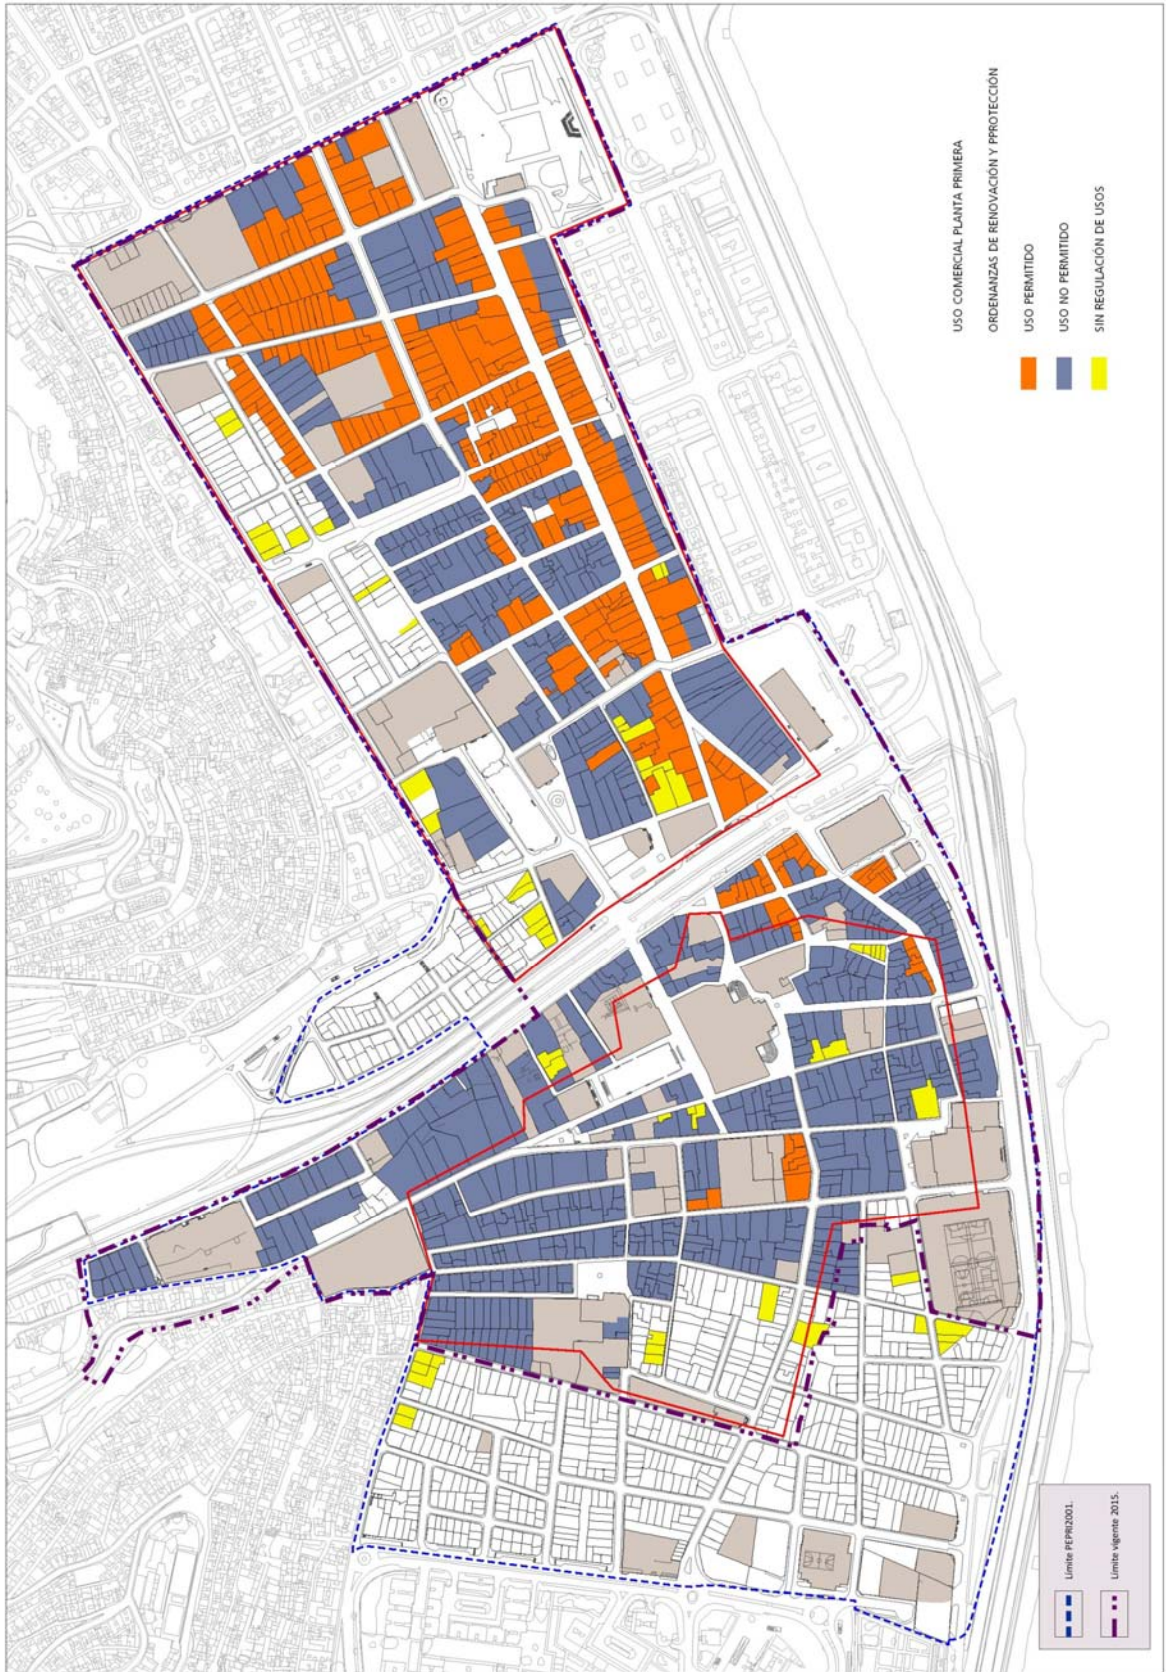 USO COMERCIAL PLANTA PRIMERA
ORDENANZAS DE RENOVACIÓN Y PPROTECCIÓN
USO PERMITIDO
USO NO PERMITIDO
SIN REGULACIÓN DE USOS
Límite PEPRI2001.
Límite vigente 2015.